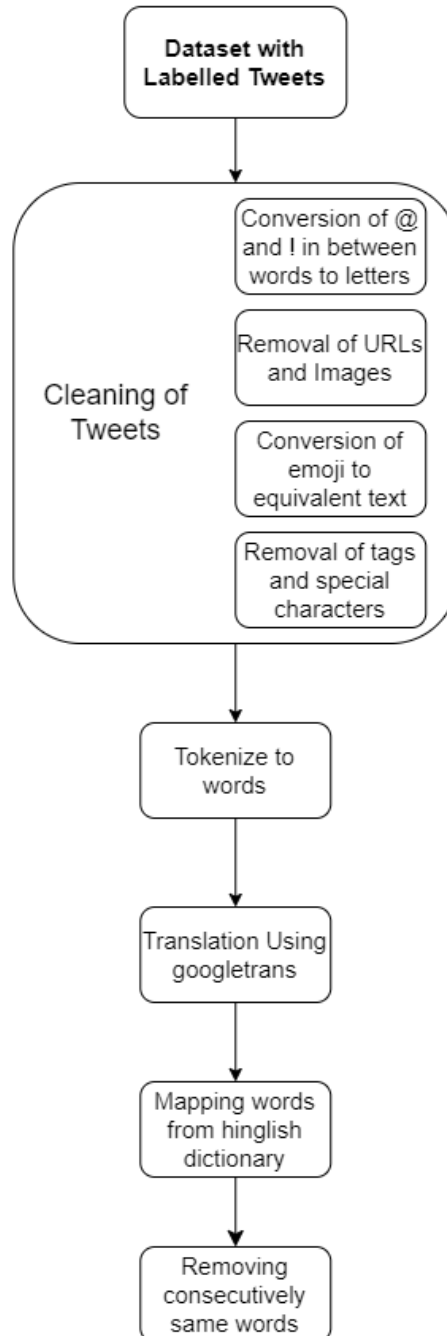 Dataset with
Labelled Tweets
Cleaning of
Tweets
Conversion of @
and ! in between
words to letters
Removal of URLs
and Images
Conversion of
emoji to
equivalent text
Removal of tags
and special
characters
Tokenize to
words
Translation Using
googletrans
Mapping words
from hinglish
dictionary
Removing
consecutively
same words